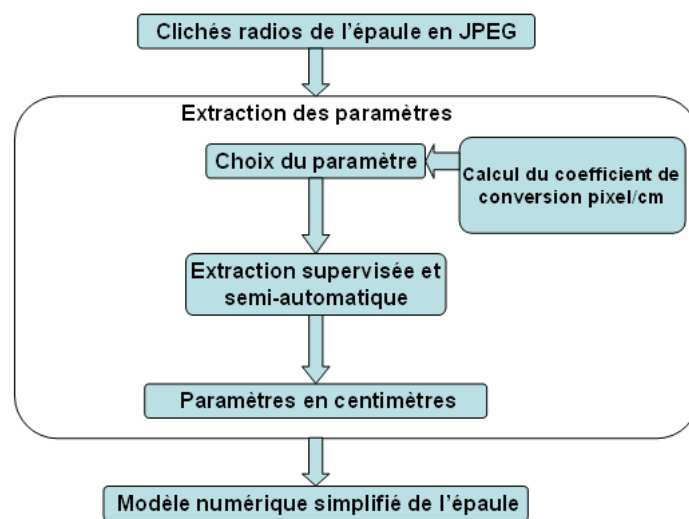 Clichés radios de l'épaule en JPEG
Extraction des paramètres
Choix du paramètre
Calcul du coefficient de
conversion pixel/cm
Extraction supervisée et
semi-automatique
Paramètres en centimètres
Modèle numérique simplifié de l'épaule